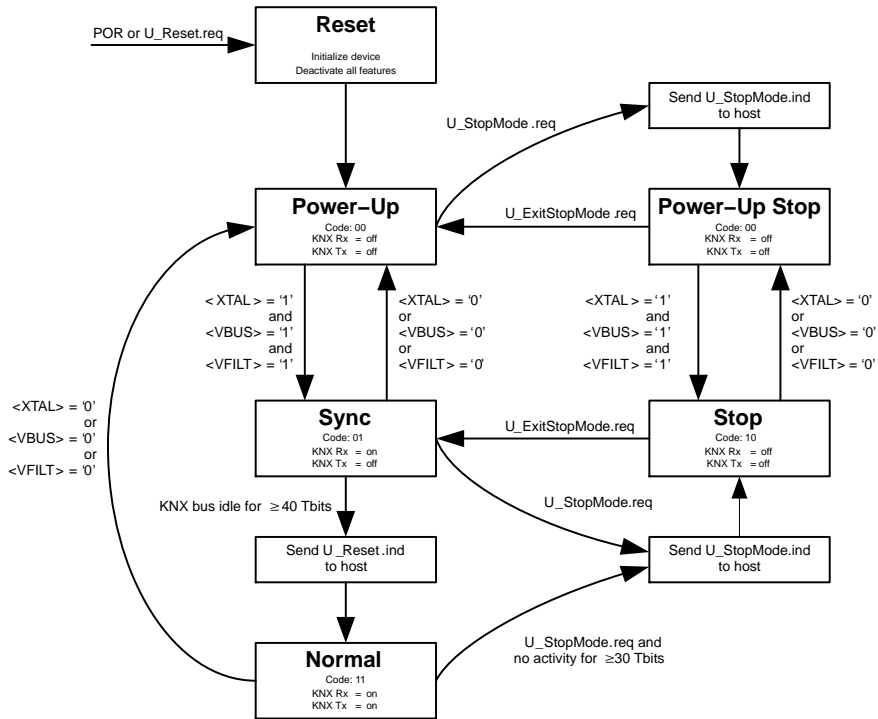 Reset
Initialize device
Deactivate all features
POR or U_Reset.req
Send U_StopMode.ind
to host
U_StopMode .req
Power−Up
Code: 00
KNX Rx = off
KNX Tx = off
U_ExitStopMode .req
Power−Up Stop
Code: 00
KNX Rx = off
KNX Tx = off
< XTAL > = ‘1’
and
<VBUS> = ‘1’
and
<VFILT> = ‘1’
<XTAL> = ‘0’
or
<VBUS> = ‘0’
or
<VFILT> = ‘0’
<XTAL > = ‘1’
and
<VBUS> = ‘1’
and
<VFILT> = ‘1’
<XTAL> = ‘0’
or
<VBUS> = ‘0’
or
<VFILT> = ‘0’
<XTAL> = ‘0’
or
<VBUS> = ‘0’
or
<VFILT> = ‘0’
Sync
Code: 01
KNX Rx = on
KNX Tx = off
U_ExitStopMode.req
Stop
Code: 10
KNX Rx = off
KNX Tx = off
KNX bus idle for ≥ 40 Tbits
U_StopMode.req
Send U _Reset .ind
to host
Send U_StopMode.ind
to host
Normal
Code: 11
KNX Rx = on
KNX Tx = on
U_StopMode.req and
no activity for ≥30 Tbits